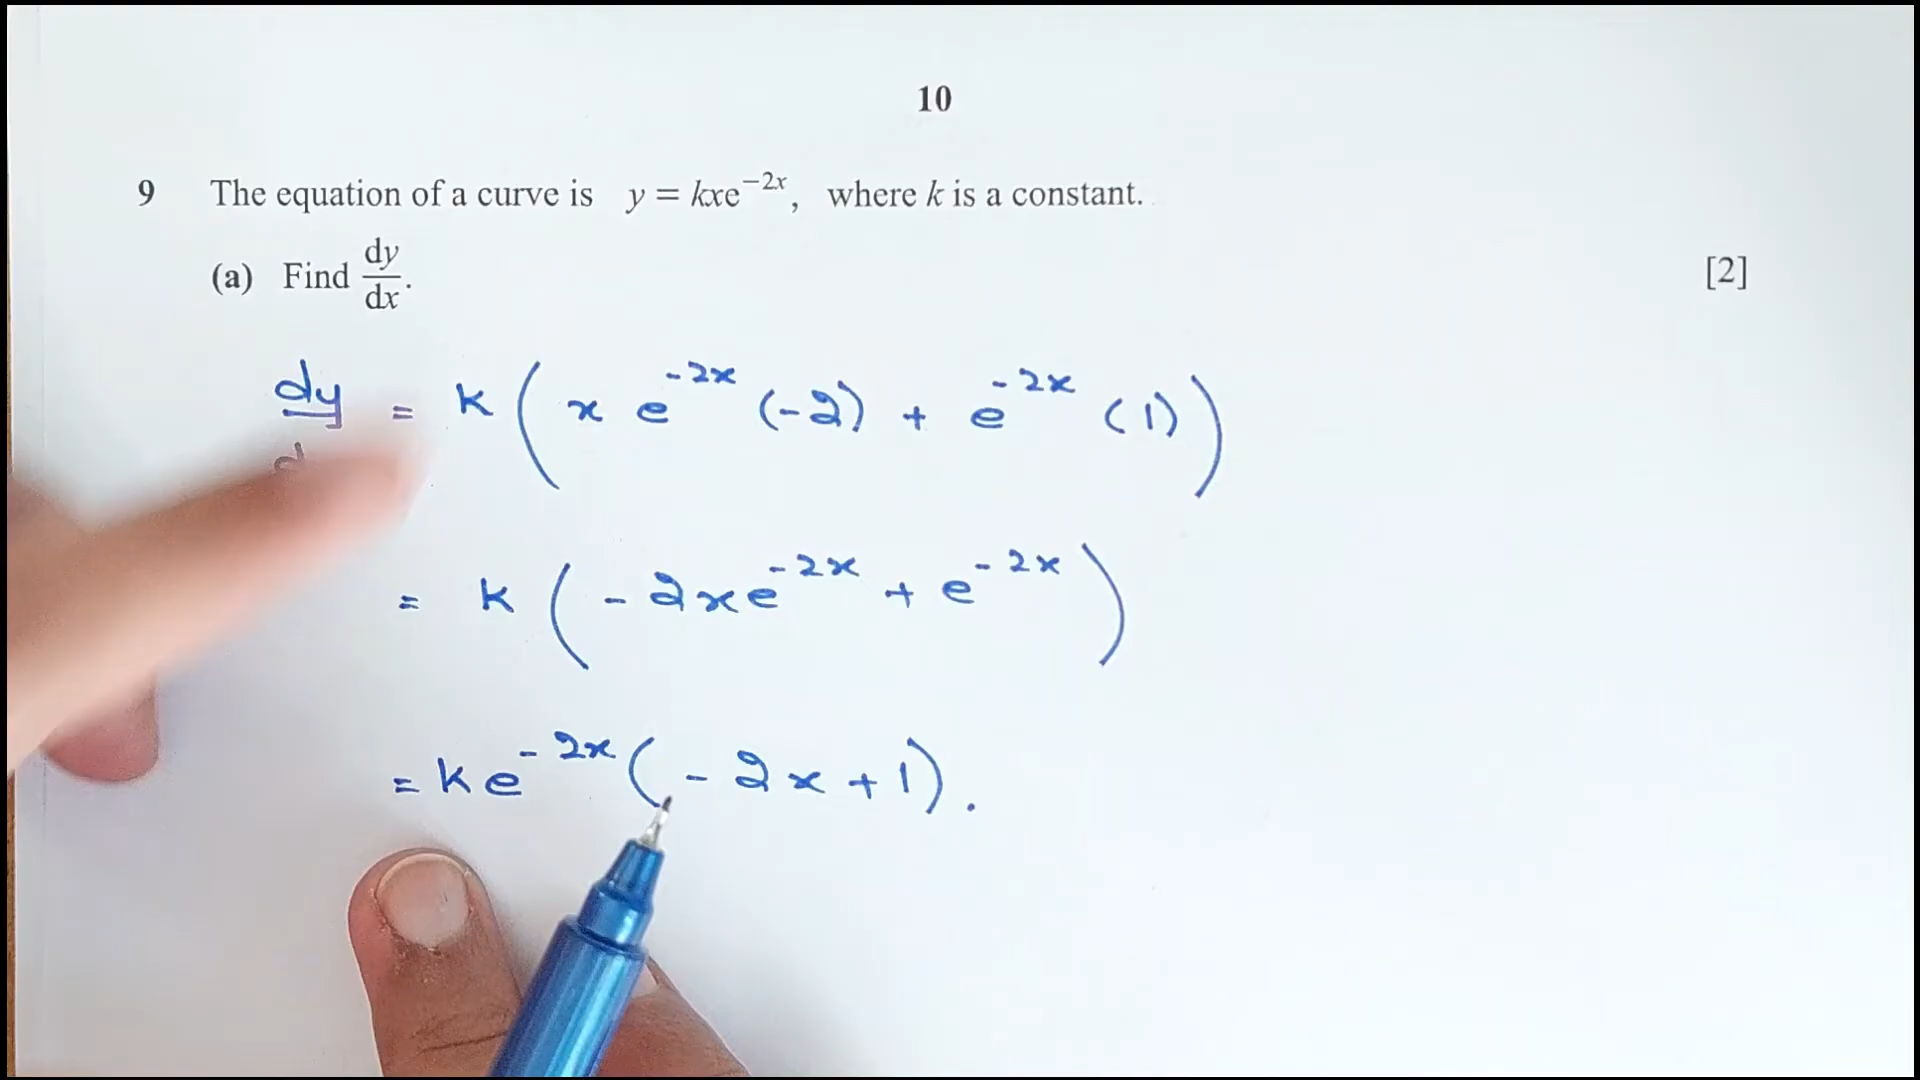 10
9 The equation of a curve is y = kxe^{-2x}, where k is a constant.
(a) Find dy/dx. [2]
dy/d = k ( x e^{-2x} (-2) + e^{-2x} (1) )
= k ( -2xe^{-2x} + e^{-2x} )
= ke^{-2x} ( -2x + 1 ).